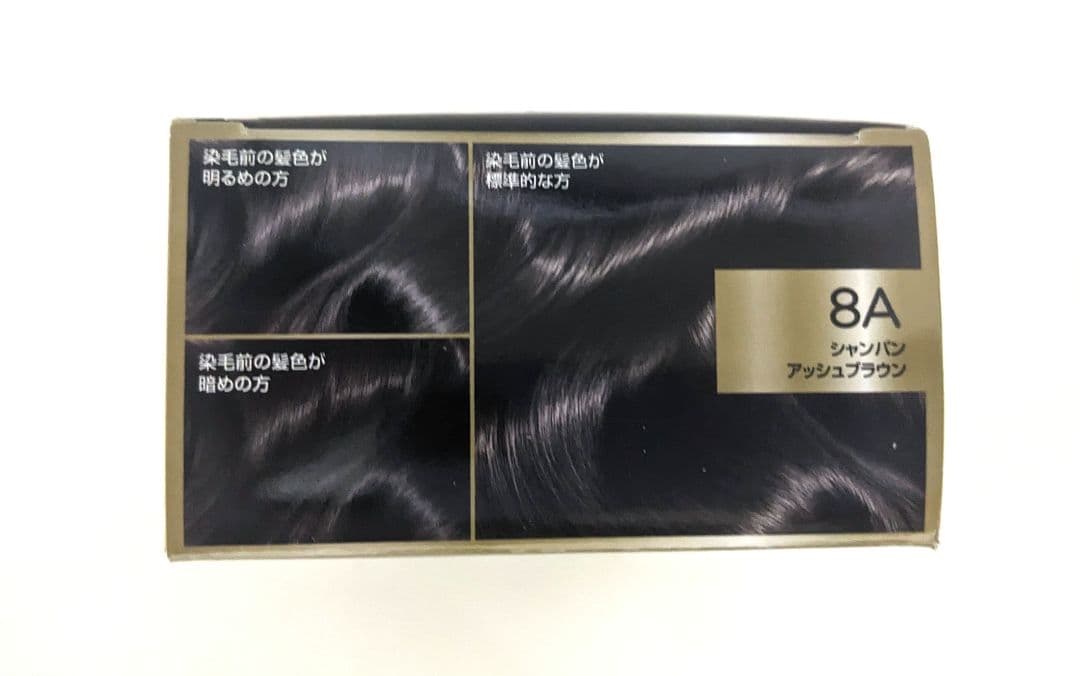 染毛前の髪色が
明るめの方
染毛前の髪色が
標準的な方
8A
シャンパン
アッシュブラウン
染毛前の髪色が
暗めの方